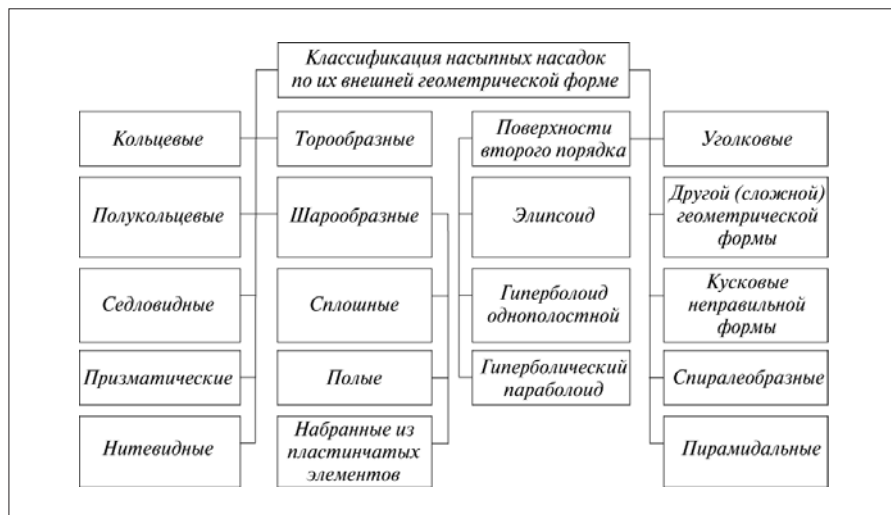 Классификация насыпных насадок
по их внешней геометрической форме
Кольцевые
Торообразные
Поверхности
второго порядка
Уголковые
Полукольцевые
Шарообразные
Элипсоид
Другой (сложной)
геометрической
формы
Седловидные
Сплошные
Гиперболоид
однополостной
Кусковые
неправильной
формы
Призматические
Полые
Гиперболический
параболоид
Спиралеобразные
Нитевидные
Набранные из
пластинчатых
элементов
Пирамидальные